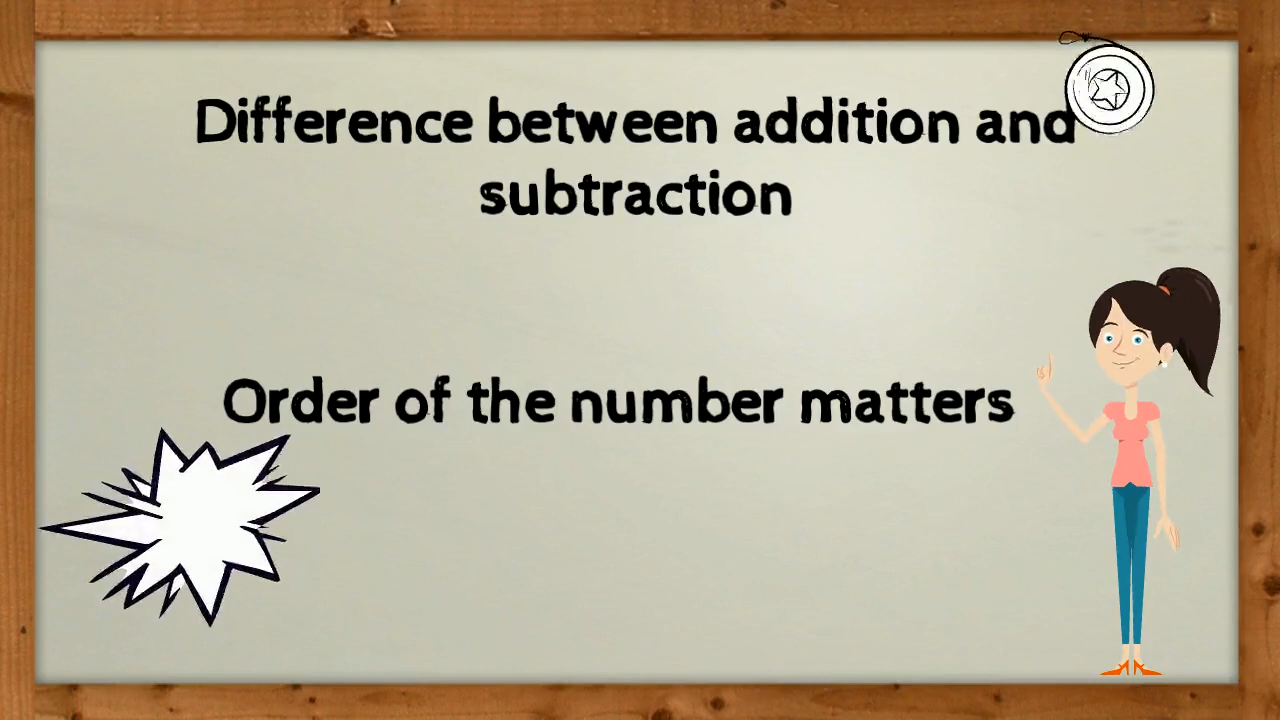 Difference between addition and
subtraction
Order of the number matters